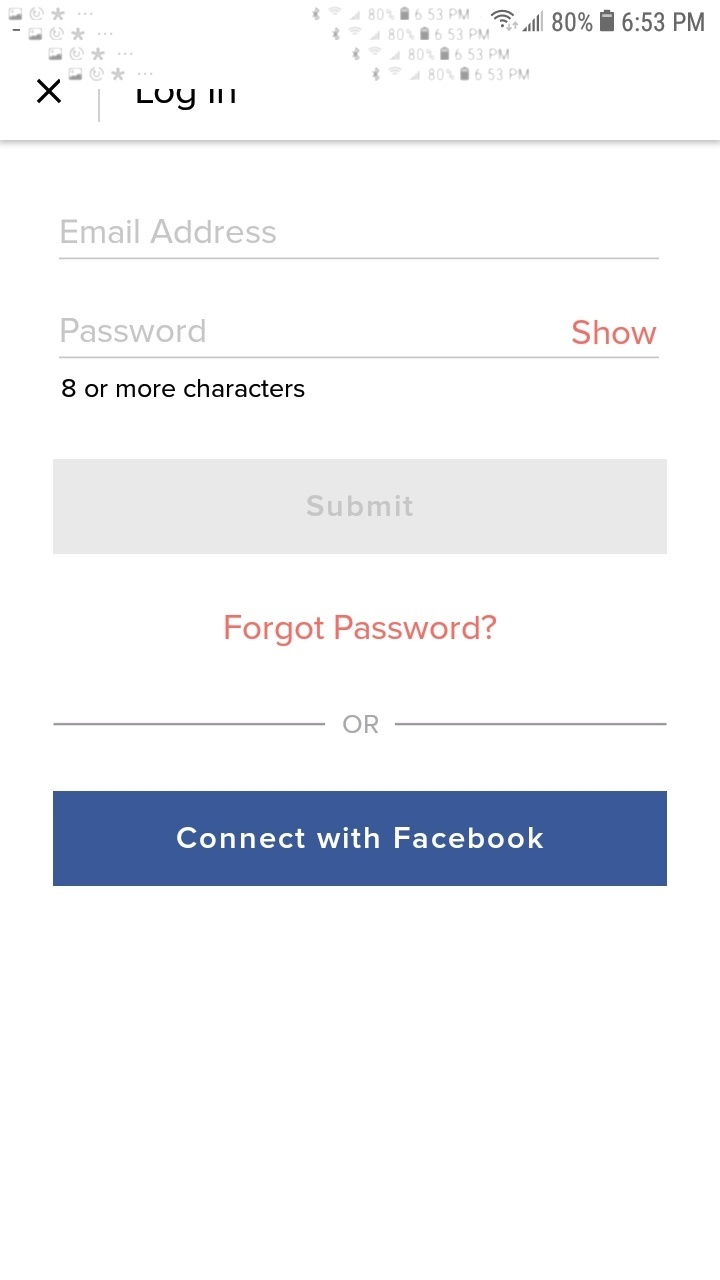 80% 6 53 PM
80% 6:53 PM
80% 6 53 PM
80% 6 53 PM
80% 6 53 PM
Log In
Email Address
Password
Show
8 or more characters
Submit
Forgot Password?
OR
Connect with Facebook